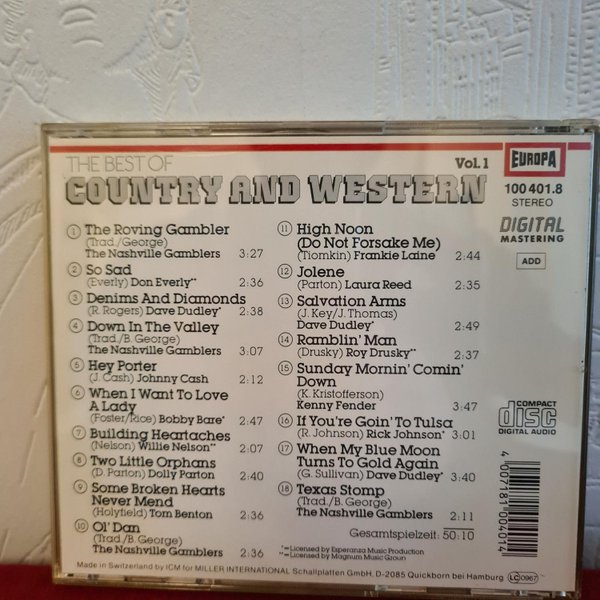 THE BEST OF
COUNTRY AND WESTERN
Vol. 1
EUROPA
100 401.8
STEREO
DIGITAL
MASTERING
ADD
1 The Roving Gambler
(Trad./George)
The Nashville Gamblers 3:27
2 So Sad
(Everly) Don Everly** 2:36
3 Denims And Diamonds
(R. Rogers) Dave Dudley* 2:38
4 Down In The Valley
(Trad./B. George)
The Nashville Gamblers 3:07
5 Hey Porter
(J. Cash) Johnny Cash 2:12
6 When I Want To Love
A Lady
(Foster/Rice) Bobby Bare* 2:47
7 Building Heartaches
(Nelson) Willie Nelson** 2:07
8 Two Little Orphans
(D. Parton) Dolly Parton 2:40
9 Some Broken Hearts
Never Mend
(Holyfield) Tom Benton 2:36
10 Ol' Dan
(Trad./B. George)
The Nashville Gamblers 2:36
11 High Noon
(Do Not Forsake Me)
(Tiomkin) Frankie Laine 2:44
12 Jolene
(Parton) Laura Reed 2:35
13 Salvation Arms
(J. Key/J. Thomas)
Dave Dudley* 2:49
14 Ramblin' Man
(Drusky) Roy Drusky** 2:37
15 Sunday Mornin' Comin'
Down
(K. Kristofferson)
Kenny Fender 3:47
16 If You're Goin' To Tulsa
(R. Johnson) Rick Johnson* 3:01
17 When My Blue Moon
Turns To Gold Again
(G. Sullivan) Dave Dudley* 3:40
18 Texas Stomp
(Trad./B. George)
The Nashville Gamblers 2:11
Gesamtspielzeit: 50:10
*=Licensed by Esperanza Music Production
**=Licensed by Magnum Music Group
COMPACT
disc
DIGITAL AUDIO
4 007181 004014
Made in Switzerland by ICM for MILLER INTERNATIONAL Schallplatten GmbH, D-2085 Quickborn bei Hamburg LC 0967